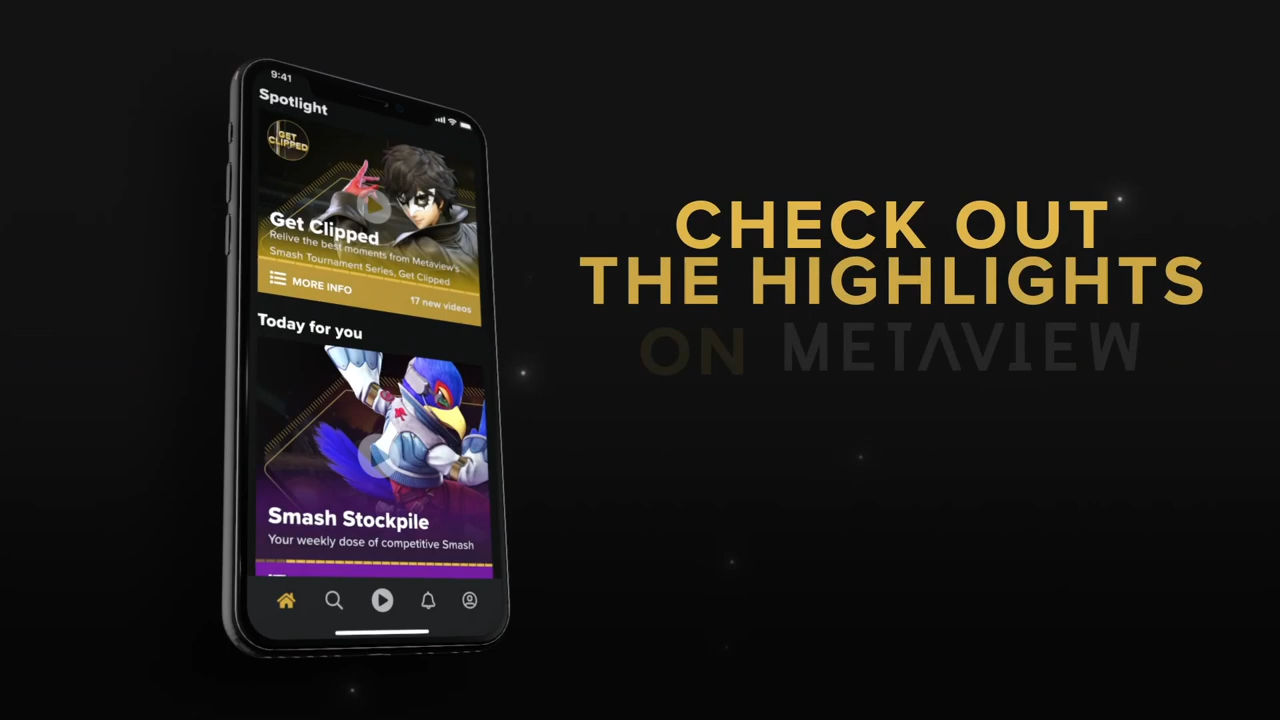 9:41
Spotlight
GET
CLIPPED
Get Clipped
Relive the best moments from Metaview's
Smash Tournament Series, Get Clipped
MORE INFO
17 new videos
Today for you
Smash Stockpile
Your weekly dose of competitive Smash
CHECK OUT
THE HIGHLIGHTS
ON METAVIEW